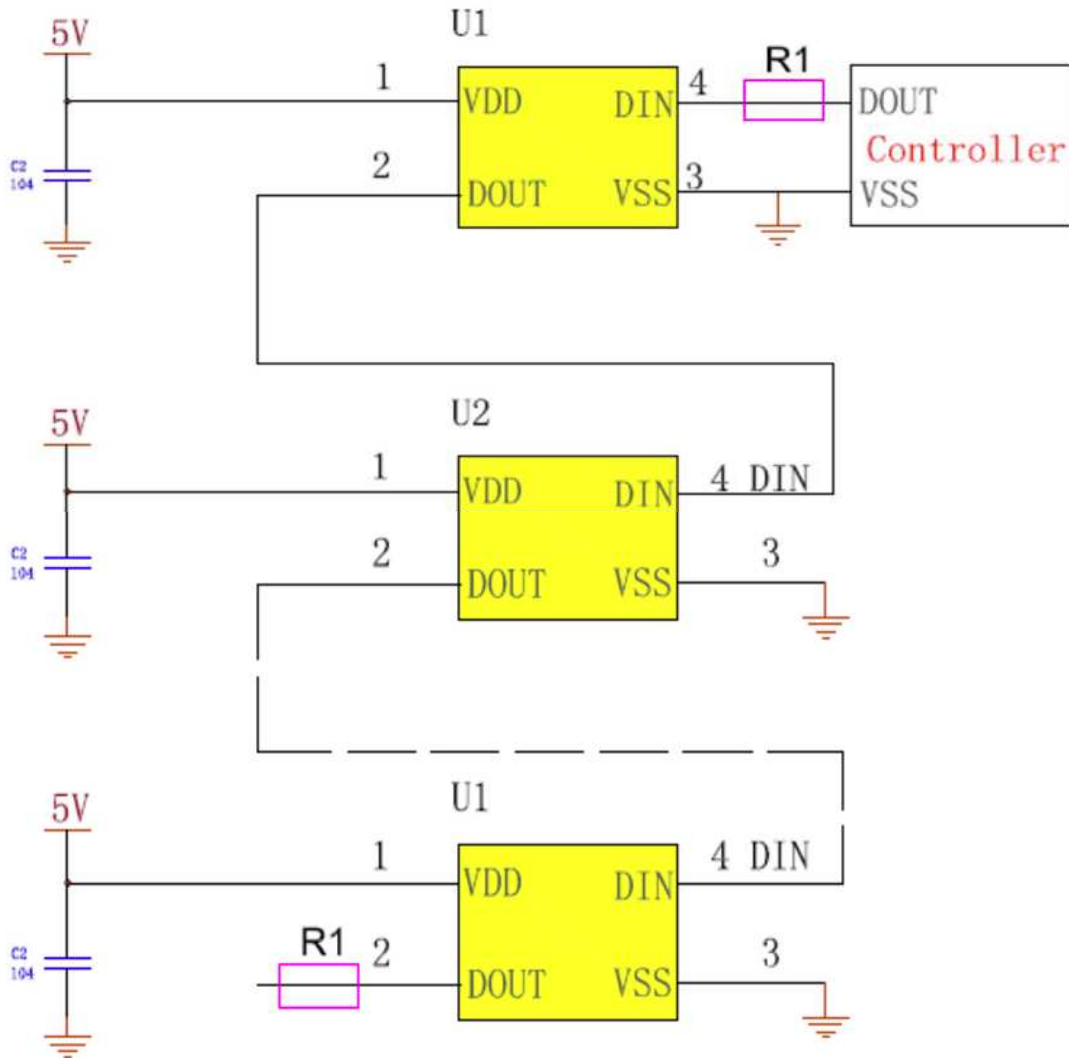 U1
5V
1
4
R1
VDD
DIN
DOUT
Controller
C2
104
2
3
DOUT
VSS
VSS
U2
5V
1
4 DIN
VDD
DIN
C2
104
2
3
DOUT
VSS
U1
5V
1
4 DIN
VDD
DIN
R1
C2
104
2
3
DOUT
VSS